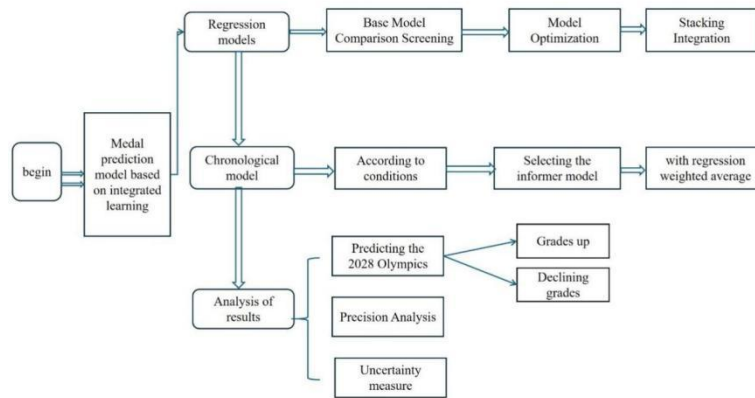 Regression
models
Base Model
Comparison Screening
Model
Optimization
Stacking
Integration
begin
Medal
prediction
model based
on integrated
learning
Chronological
model
According to
conditions
Selecting the
informer model
with regression
weighted average
Analysis of
results
Predicting the
2028 Olympics
Grades up
Declining
grades
Precision Analysis
Uncertainty
measure